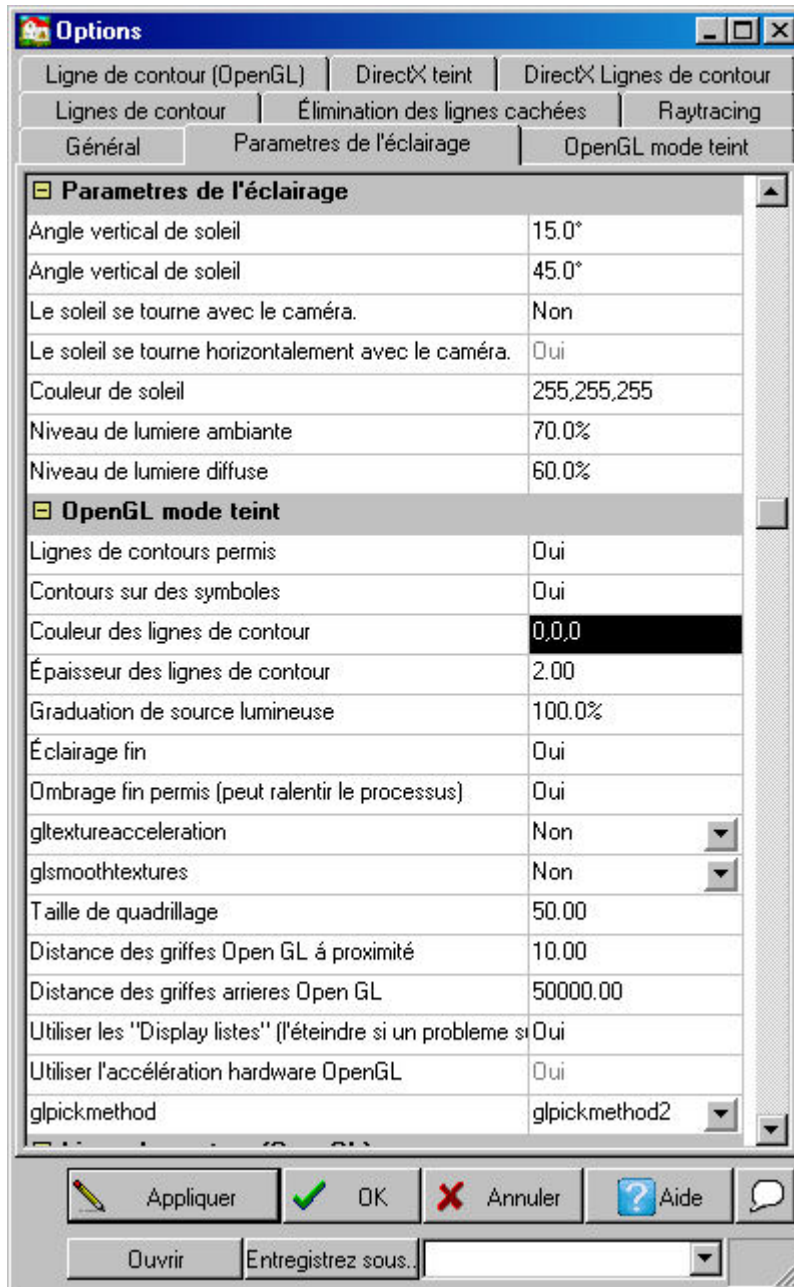 Options
Ligne de contour (OpenGL) DirectX teint DirectX Lignes de contour
Lignes de contour Élimination des lignes cachées Raytracing
Général Parametres de l'éclairage OpenGL mode teint
Parametres de l'éclairage
Angle vertical de soleil 15.0°
Angle vertical de soleil 45.0°
Le soleil se tourne avec le caméra. Non
Le soleil se tourne horizontalement avec le caméra. Oui
Couleur de soleil 255,255,255
Niveau de lumiere ambiante 70.0%
Niveau de lumiere diffuse 60.0%
OpenGL mode teint
Lignes de contours permis Oui
Contours sur des symboles Oui
Couleur des lignes de contour 0,0,0
Épaisseur des lignes de contour 2.00
Graduation de source lumineuse 100.0%
Éclairage fin Oui
Ombrage fin permis (peut ralentir le processus) Oui
gltextureacceleration Non
glsmoothtextures Non
Taille de quadrillage 50.00
Distance des griffes Open GL á proximité 10.00
Distance des griffes arrieres Open GL 50000.00
Utiliser les "Display listes" (l'éteindre si un probleme Oui
Utiliser l'accélération hardware OpenGL Oui
glpickmethod glpickmethod2
Appliquer OK Annuler Aide
Ouvrir Entregistrez sous..